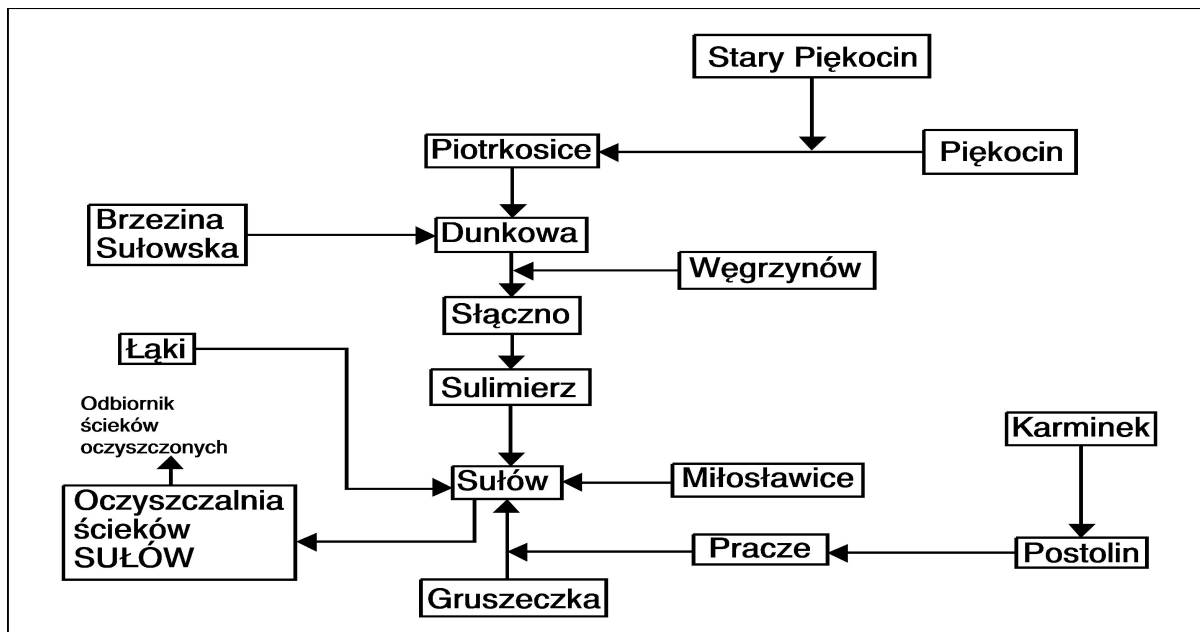 Stary Piękocin
Piotrkosice
Piękocin
Brzezina
Sułowska
Dunkowa
Węgrzynów
Słączno
Łąki
Sulimierz
Odbiornik
ścieków
oczyszczonych
Karminek
Sułów
Miłosławice
Oczyszczalnia
ścieków
SUŁÓW
Pracze
Postolin
Gruszeczka